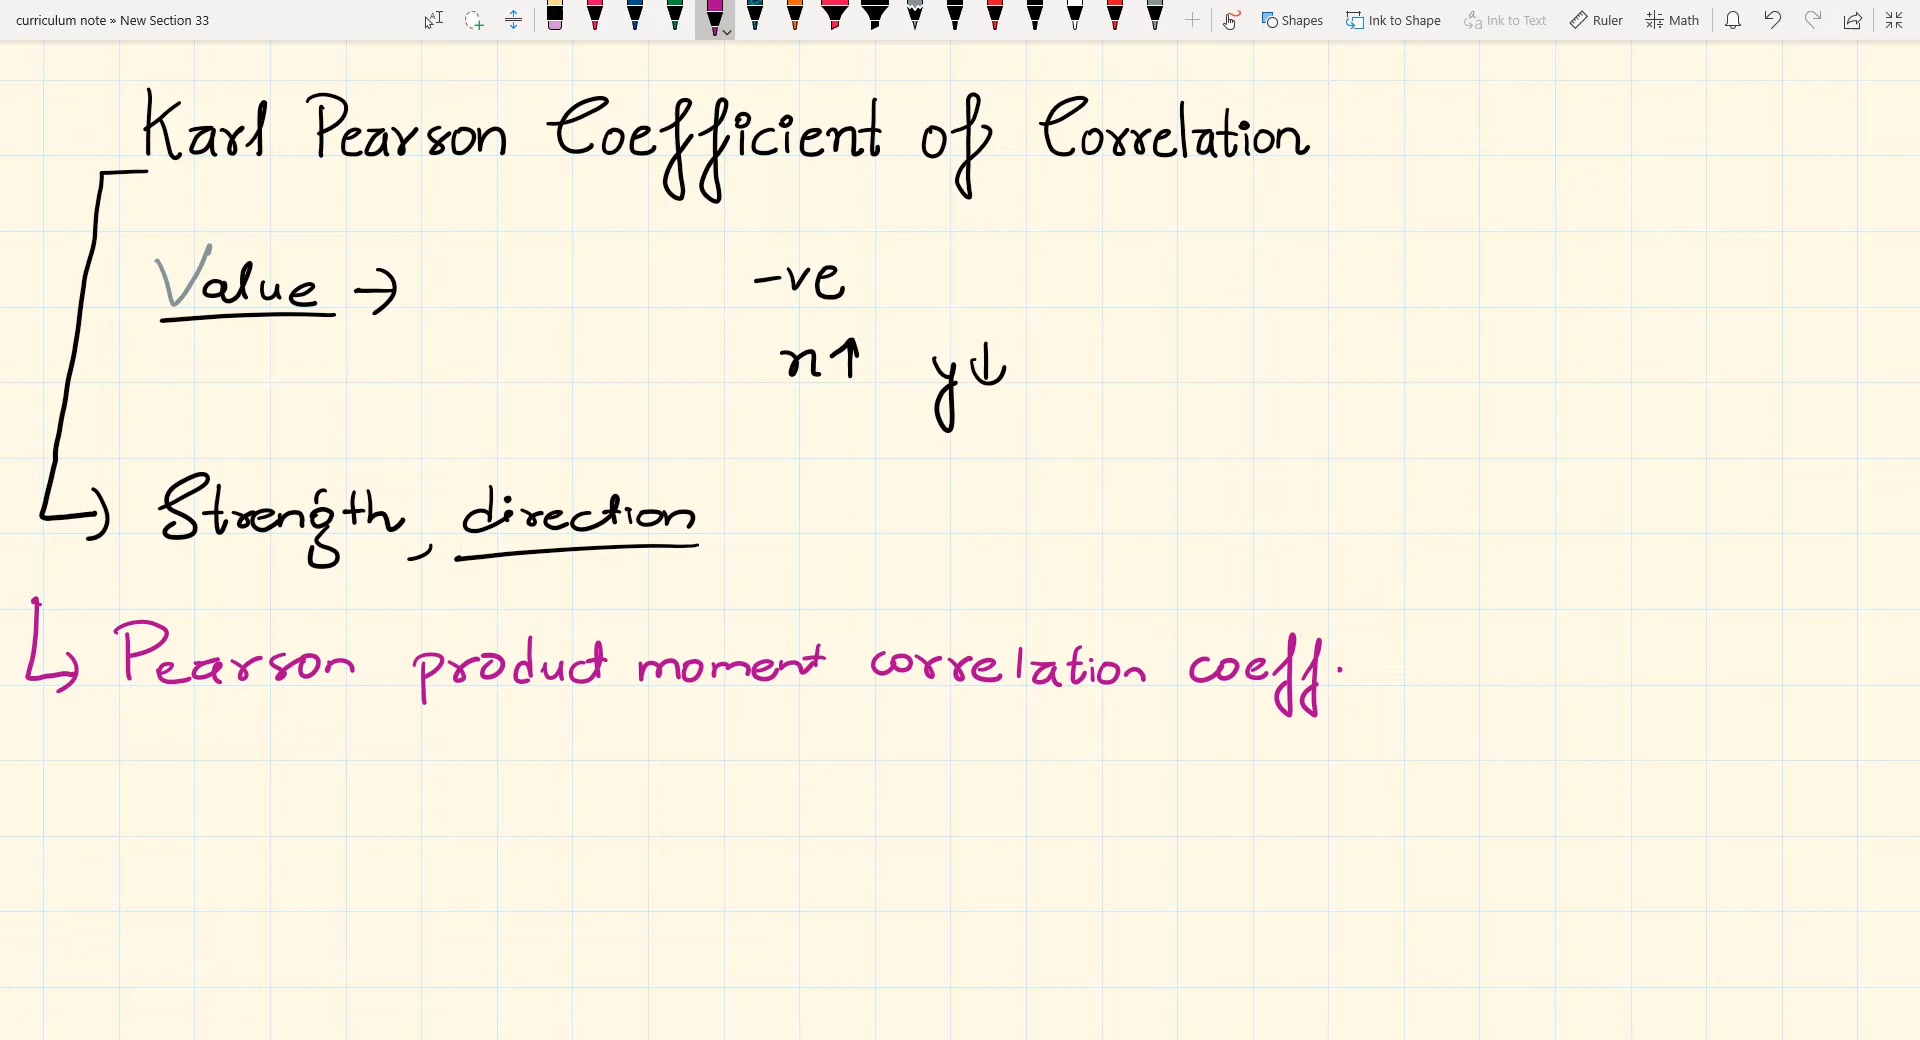 curriculum note » New Section 33
Shapes Ink to Shape Ink to Text Ruler Math
Karl Pearson Coefficient of Correlation
Value → -ve
n↑ y↓
Strength, direction
Pearson product moment correlation coeff.